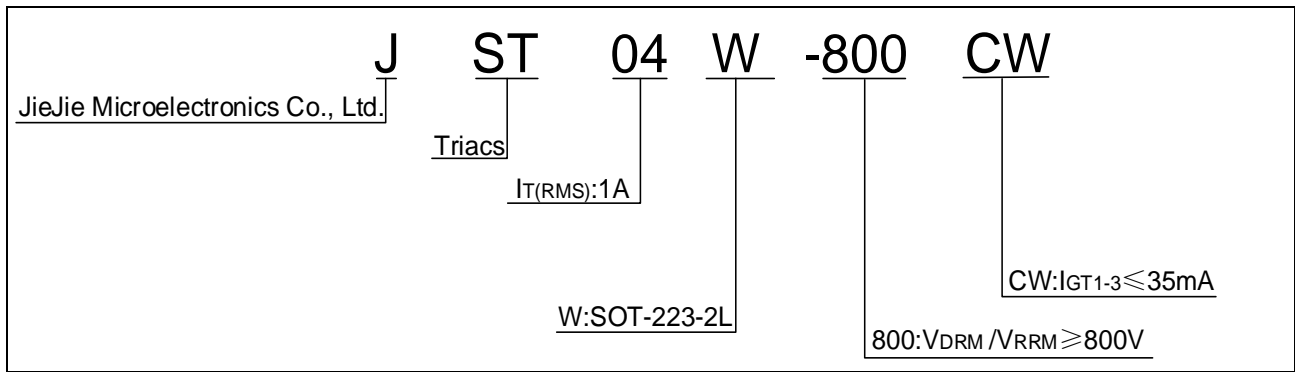 J ST 04 W -800 CW
JieJie Microelectronics Co., Ltd.
Triacs
IT(RMS):1A
CW:IGT1-3≤35mA
W:SOT-223-2L
800:VDRM /VRRM≥800V